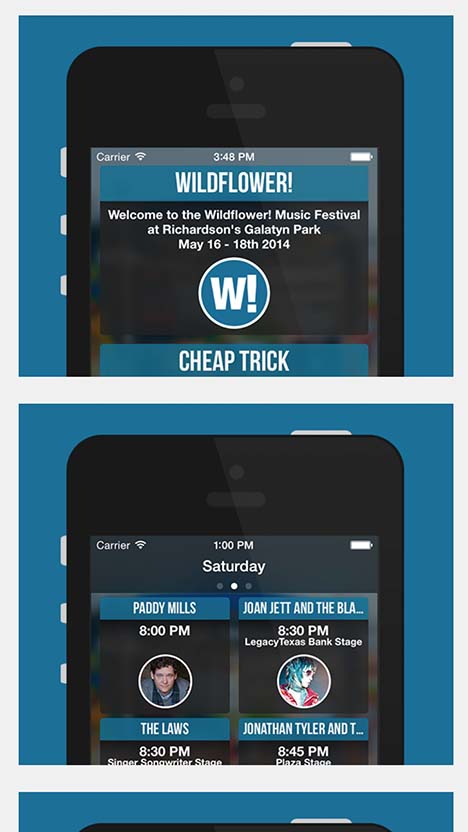 Carrier 3:48 PM
WILDFLOWER!
Welcome to the Wildflower! Music Festival
at Richardson's Galatyn Park
May 16 - 18th 2014
W!
CHEAP TRICK
Carrier 1:00 PM
Saturday
PADDY MILLS
8:00 PM
JOAN JETT AND THE BLA...
8:30 PM
LegacyTexas Bank Stage
THE LAWS
8:30 PM
Singer Songwriter Stage
JONATHAN TYLER AND T...
8:45 PM
Plaza Stage